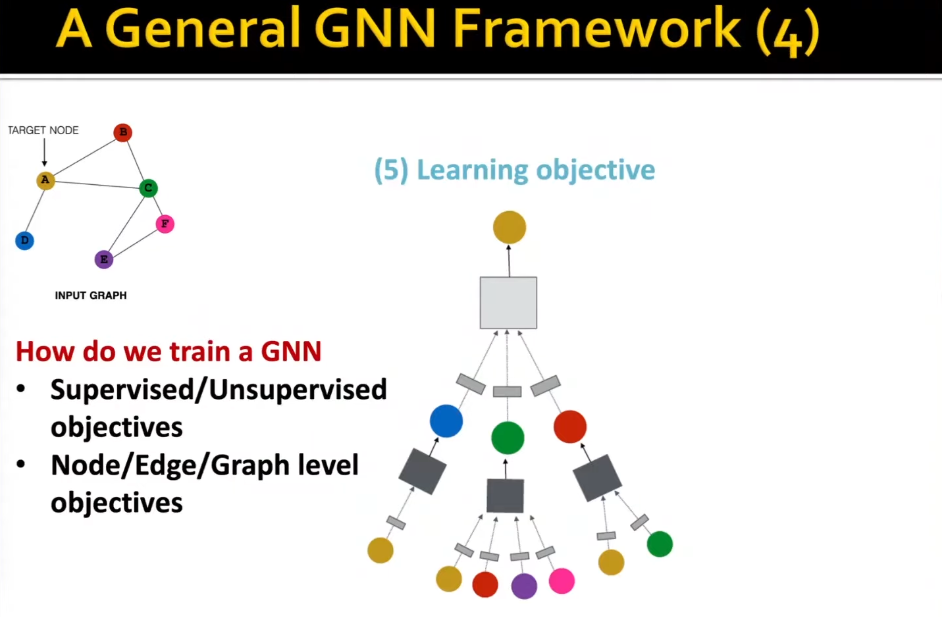 A General GNN Framework (4)
TARGET NODE
B
A
C
F
D
E
INPUT GRAPH
(5) Learning objective
How do we train a GNN
• Supervised/Unsupervised
objectives
• Node/Edge/Graph level
objectives